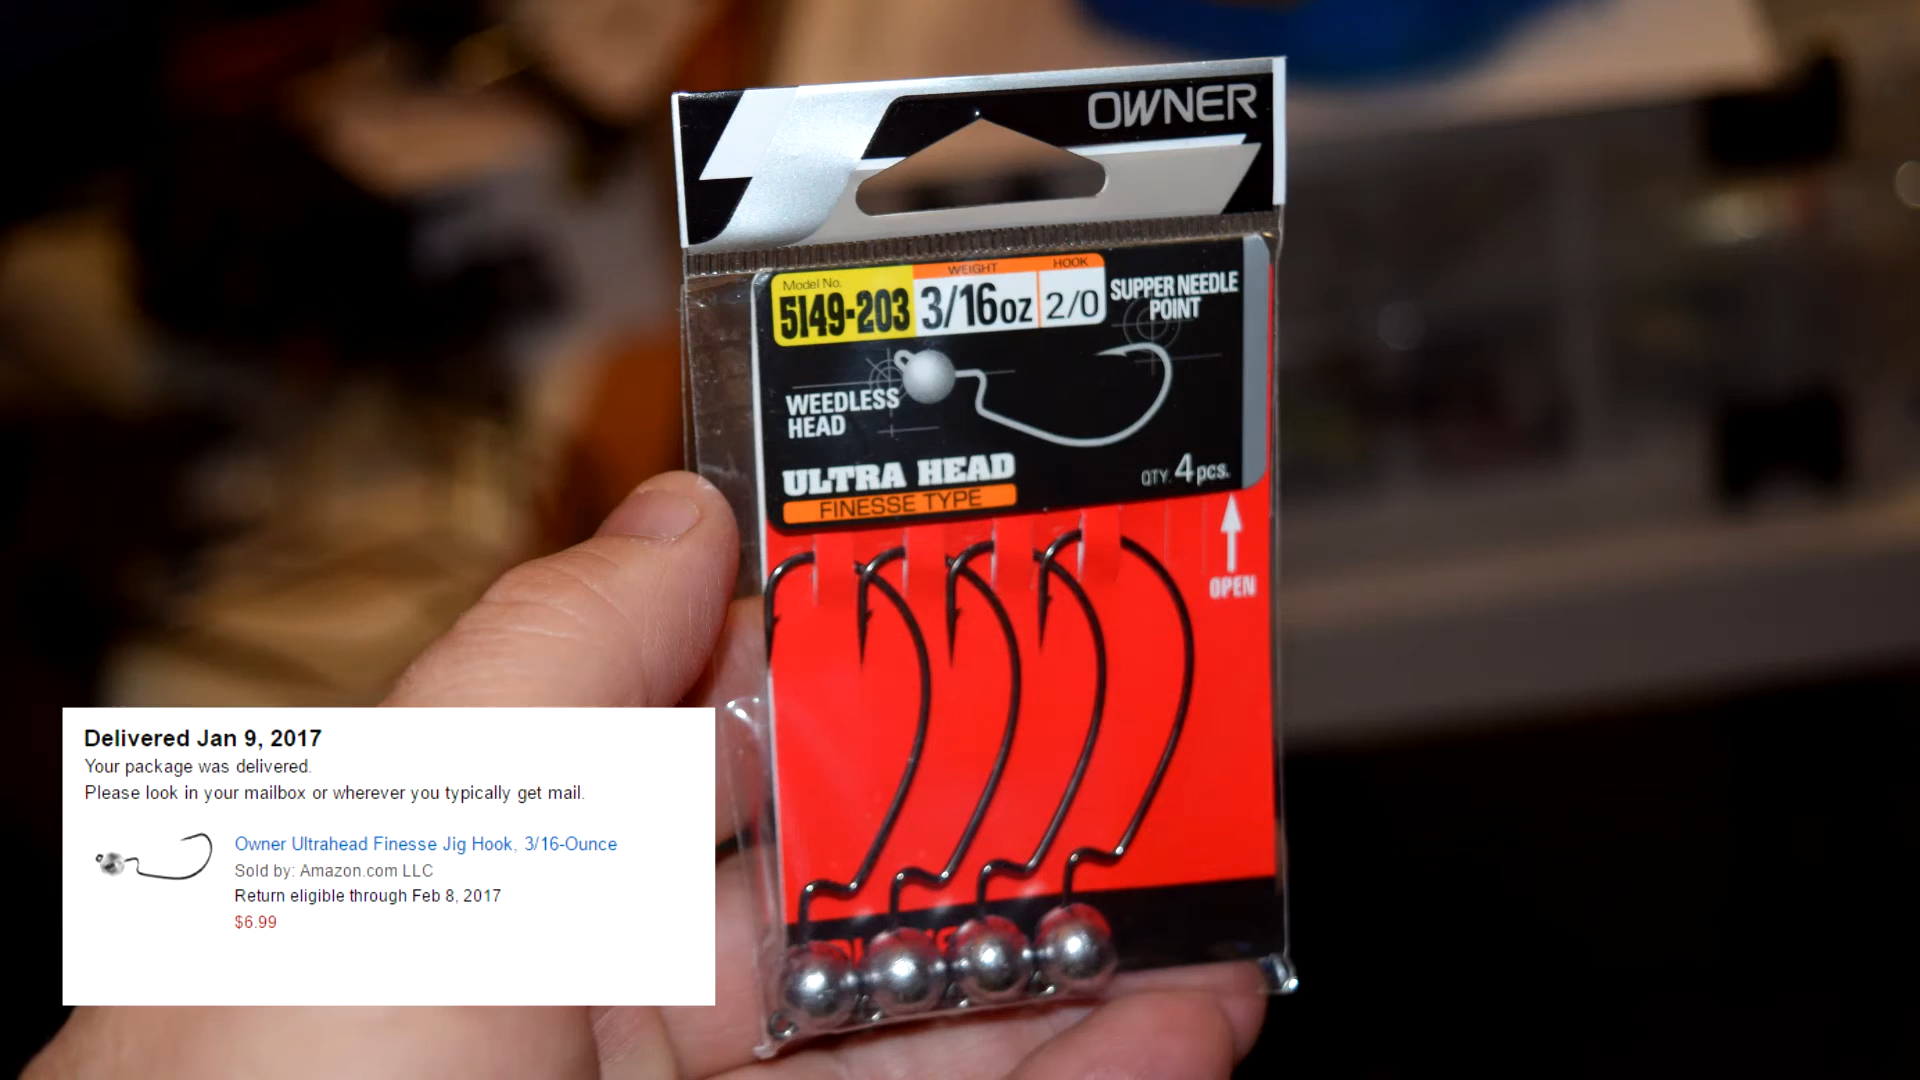 OWNER
Model No.
5149-203
WEIGHT
3/16oz
HOOK
2/0
SUPPER NEEDLE
POINT
WEEDLESS
HEAD
ULTRA HEAD
FINESSE TYPE
QTY. 4pcs.
OPEN
Delivered Jan 9, 2017
Your package was delivered.
Please look in your mailbox or wherever you typically get mail.
Owner Ultrahead Finesse Jig Hook, 3/16-Ounce
Sold by: Amazon.com LLC
Return eligible through Feb 8, 2017
$6.99